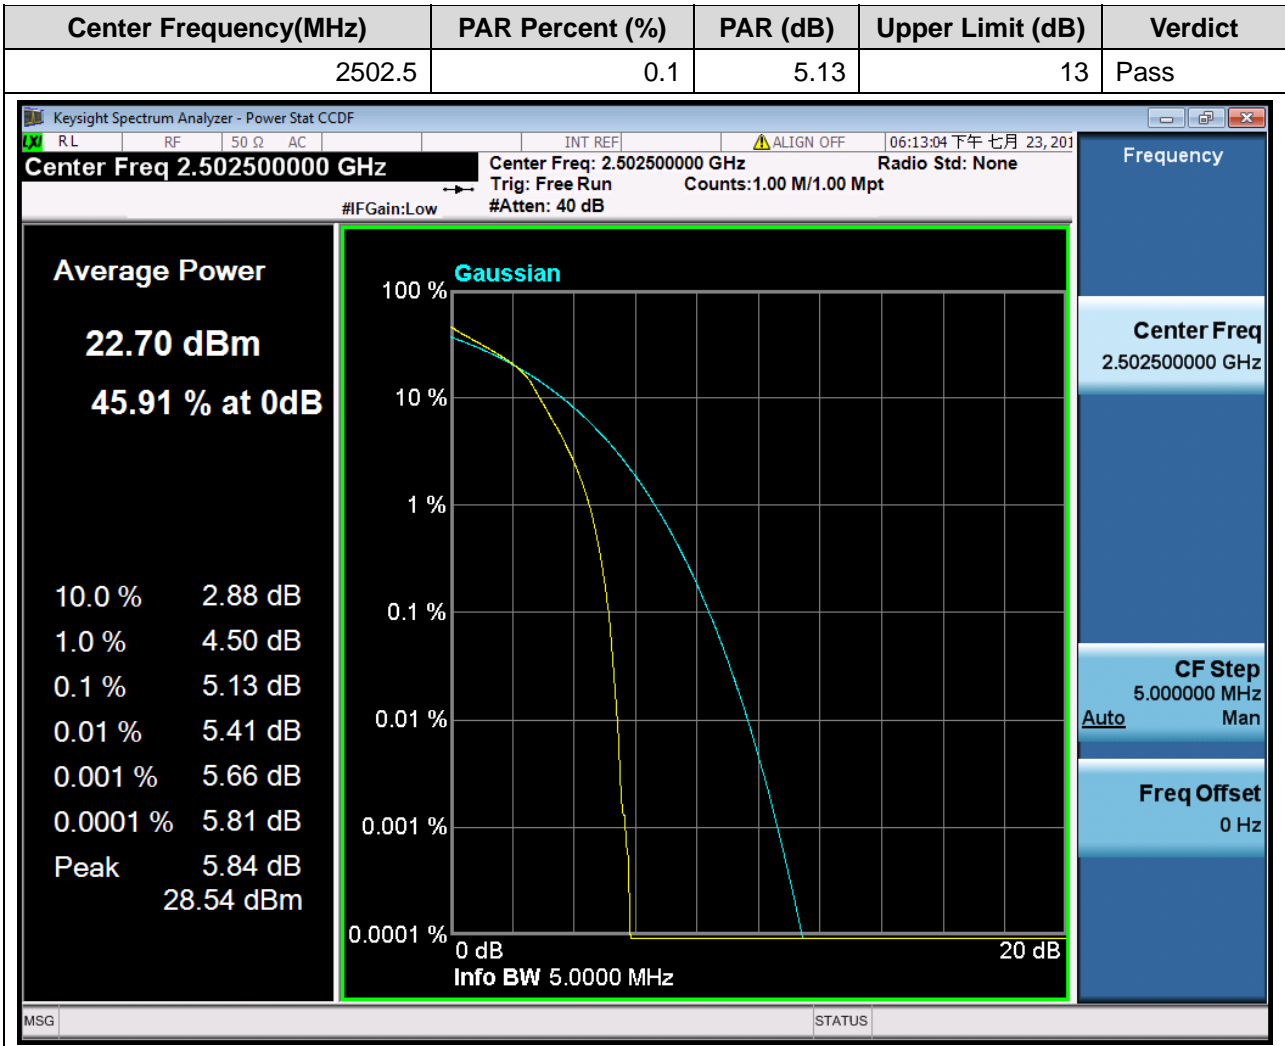 Center Frequency(MHz) PAR Percent (%) PAR (dB) Upper Limit (dB) Verdict
2502.5 0.1 5.13 13 Pass
Keysight Spectrum Analyzer - Power Stat CCDF
LXI RL RF 50 Ω AC INT REF ALIGN OFF 06:13:04 下午 七月 23, 201
Center Freq 2.502500000 GHz
Center Freq: 2.502500000 GHz Radio Std: None
Trig: Free Run Counts:1.00 M/1.00 Mpt
#IFGain:Low #Atten: 40 dB
Frequency
Average Power
22.70 dBm
45.91 % at 0dB
10.0 % 2.88 dB
1.0 % 4.50 dB
0.1 % 5.13 dB
0.01 % 5.41 dB
0.001 % 5.66 dB
0.0001 % 5.81 dB
Peak 5.84 dB
28.54 dBm
Gaussian
100 %
10 %
1 %
0.1 %
0.01 %
0.001 %
0.0001 %
0 dB 20 dB
Info BW 5.0000 MHz
Center Freq
2.502500000 GHz
CF Step
5.000000 MHz
Auto Man
Freq Offset
0 Hz
MSG STATUS